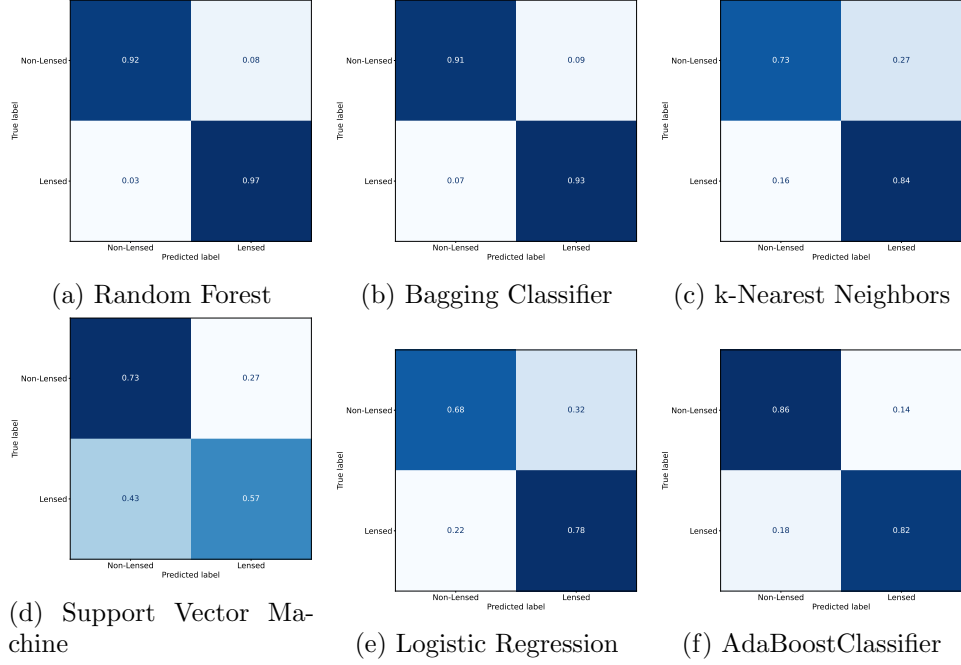 True label
Non-Lensed
0.92
0.08
Lensed
0.03
0.97
Non-Lensed
Lensed
Predicted label
(a) Random Forest
True label
Non-Lensed
0.91
0.09
Lensed
0.07
0.93
Non-Lensed
Lensed
Predicted label
(b) Bagging Classifier
True label
Non-Lensed
0.73
0.27
Lensed
0.16
0.84
Non-Lensed
Lensed
Predicted label
(c) k-Nearest Neighbors
True label
Non-Lensed
0.73
0.27
Lensed
0.43
0.57
Non-Lensed
Lensed
Predicted label
(d) Support Vector Ma-
chine
True label
Non-Lensed
0.68
0.32
Lensed
0.22
0.78
Non-Lensed
Lensed
Predicted label
(e) Logistic Regression
True label
Non-Lensed
0.86
0.14
Lensed
0.18
0.82
Non-Lensed
Lensed
Predicted label
(f) AdaBoostClassifier